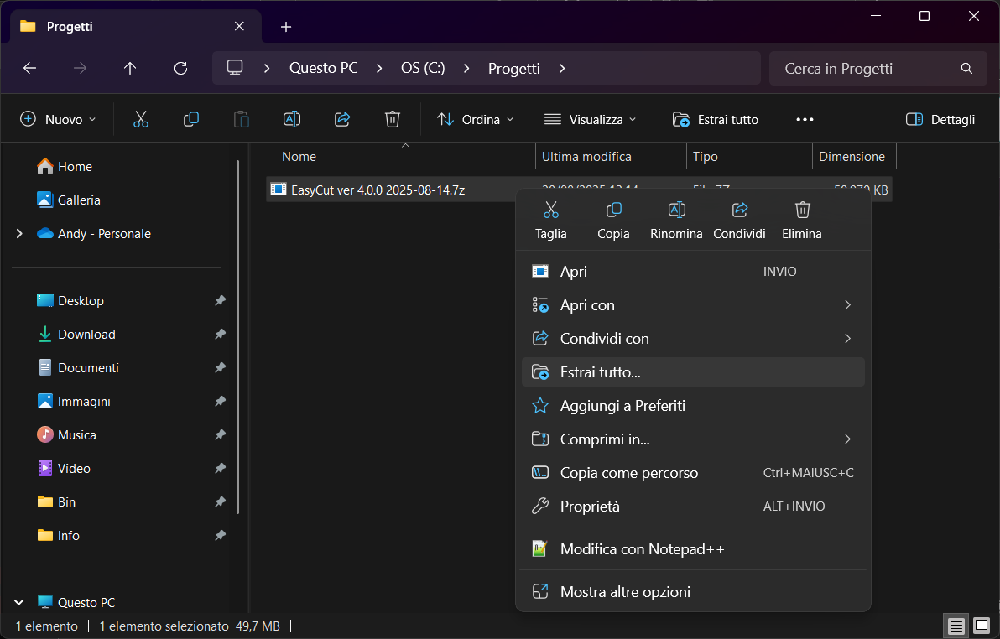 Progetti
Questo PC
OS (C:)
Progetti
Cerca in Progetti
Nuovo
Ordina
Visualizza
Estrai tutto
Dettagli
Nome
Ultima modifica
Tipo
Dimensione
Home
Galleria
Andy - Personale
Desktop
Download
Documenti
Immagini
Musica
Video
Bin
Info
Questo PC
EasyCut ver 4.0.0 2025-08-14.7z
KB
Taglia
Copia
Rinomina
Condividi
Elimina
Apri INVIO
Apri con
Condividi con
Estrai tutto...
Aggiungi a Preferiti
Comprimi in...
Copia come percorso Ctrl+MAIUSC+C
Proprietà ALT+INVIO
Modifica con Notepad++
Mostra altre opzioni
1 elemento
1 elemento selezionato 49,7 MB